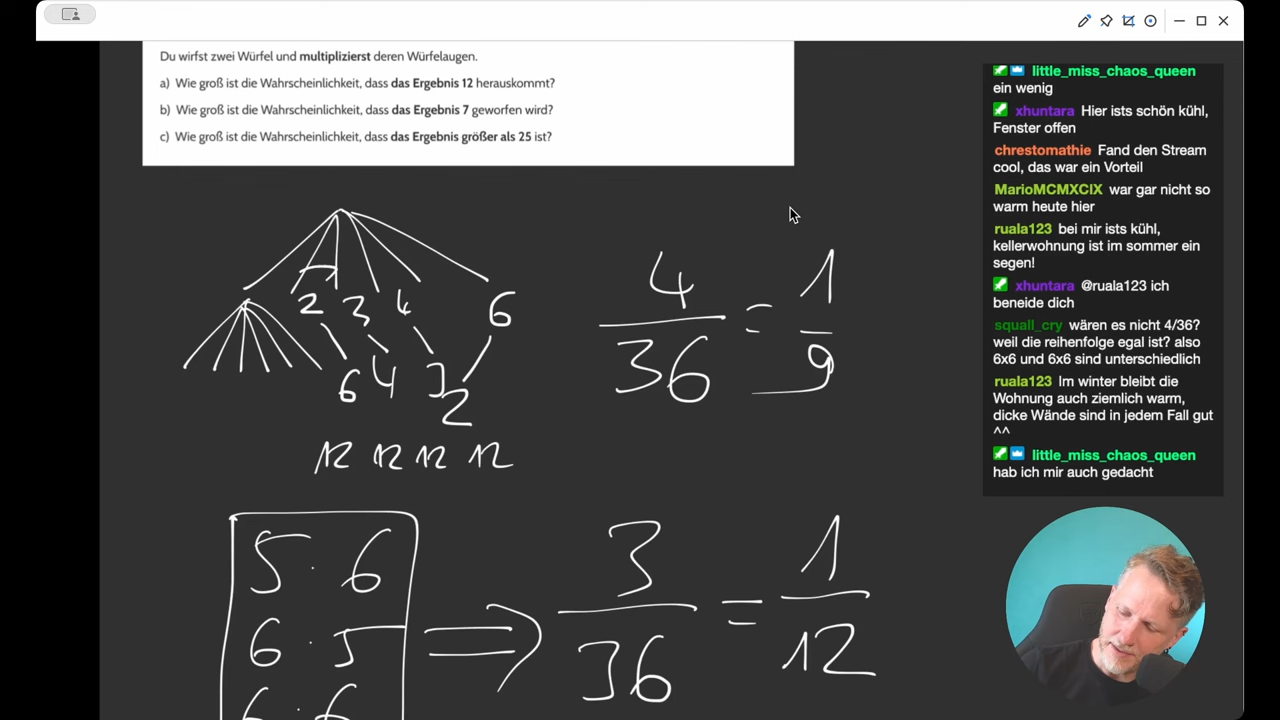 Du wirfst zwei Würfel und multiplizierst deren Würfelaugen.
a) Wie groß ist die Wahrscheinlichkeit, dass das Ergebnis 12 herauskommt?
b) Wie groß ist die Wahrscheinlichkeit, dass das Ergebnis 7 geworfen wird?
c) Wie groß ist die Wahrscheinlichkeit, dass das Ergebnis größer als 25 ist?
2 3 4 6
6 4 3 2
12 12 12 12
4/36 = 1/9
5 · 6
6 · 5
6 · 6
3/36 = 1/12
little_miss_chaos_queen
ein wenig
xhuntara Hier ists schön kühl,
Fenster offen
chrestomathie Fand den Stream
cool, das war ein Vorteil
MarioMCMXCIX war gar nicht so
warm heute hier
ruala123 bei mir ists kühl,
kellerwohnung ist im sommer ein
segen!
xhuntara @ruala123 ich
beneide dich
squall_cry wären es nicht 4/36?
weil die reihenfolge egal ist? also
6x6 und 6x6 sind unterschiedlich
ruala123 Im winter bleibt die
Wohnung auch ziemlich warm,
dicke Wände sind in jedem Fall gut
^^
little_miss_chaos_queen
hab ich mir auch gedacht